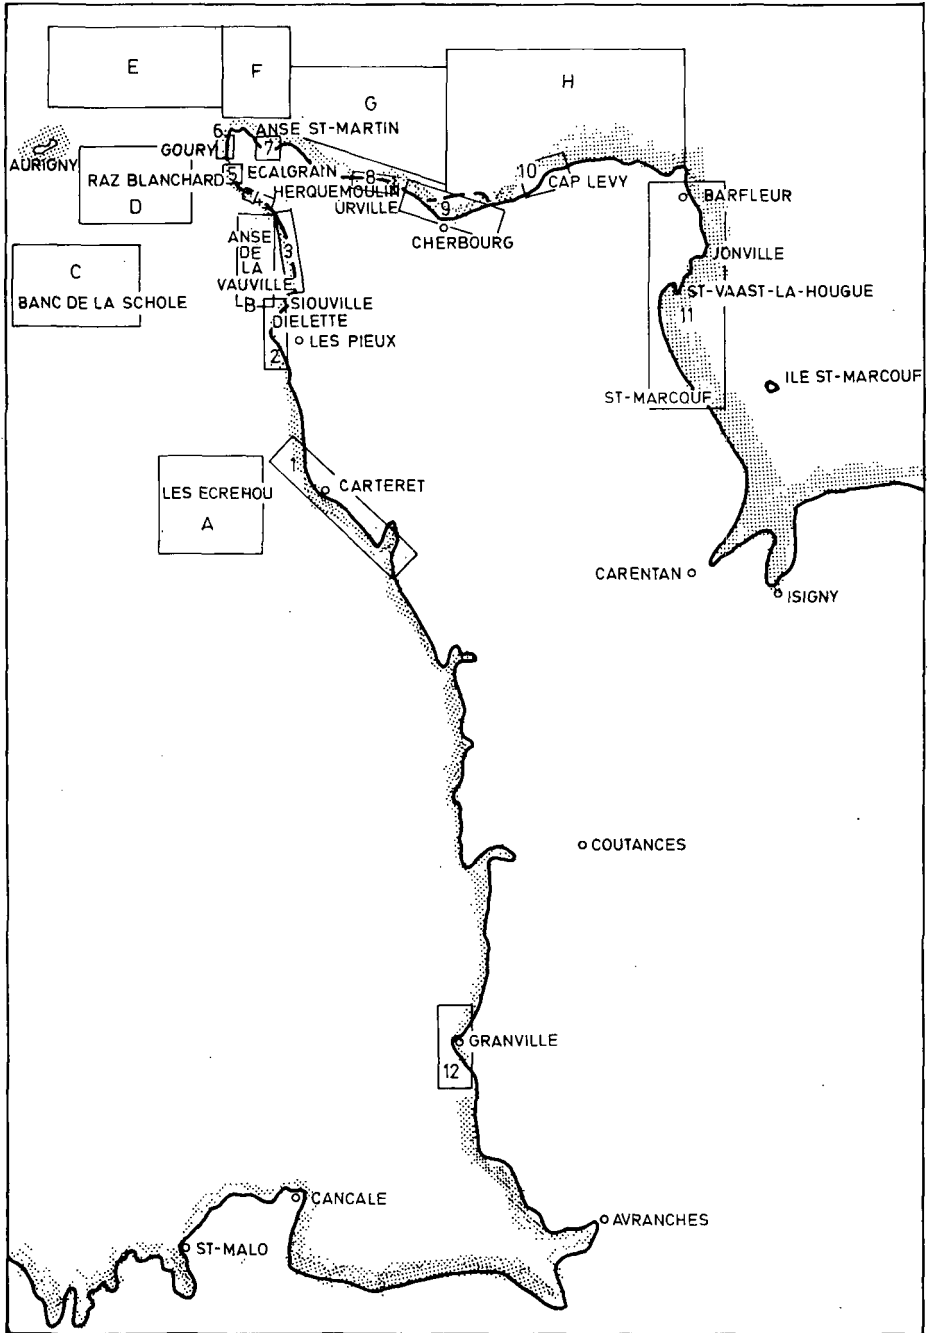 E
F
G
H
6
ANSE ST-MARTIN
GOURY
7
AURIGNY
5
ECALGRAIN
8
10
RAZ BLANCHARD
HERQUEMOULIN
CAP LEVY
4
D
URVILLE
9
BARFLEUR
CHERBOURG
ANSE
DE
LA
VAUVILLE
3
JONVILLE
C
BANC DE LA SCHOLE
B
SIOUVILLE
ST-VAAST-LA-HOUGUE
11
DIELETTE
LES PIEUX
2
ILE ST-MARCOUF
ST-MARCOUF
1
CARTERET
LES ECREHOU
A
CARENTAN
ISIGNY
COUTANCES
GRANVILLE
12
CANCALE
AVRANCHES
ST-MALO